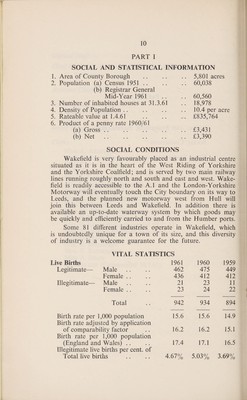 10
PART I
SOCIAL AND STATISTICAL INFORMATION
1. Area of County Borough .. .. .. 5,801 acres
2. Population (a) Census 1951 .. .. .. 60,038
(b) Registrar General
Mid-Year 1961 .. 60,560
3. Number of inhabited houses at 31.3.61 .. 18,978
4. Density of Population .. .. .. .. 10.4 per acre
5. Rateable value at 1.4.61 .. .. .. £835,764
6. Product of a penny rate 1960/61
(a) Gross .. .. .. .. £3,431
(b) Net .. .. .. .. £3,390
SOCIAL CONDITIONS
Wakefield is very favourably placed as an industrial centre
situated as it is in the heart of the West Riding of Yorkshire
and the Yorkshire Coalfield; and is served by two main railway
lines running roughly north and south and east and west. Wake-
field is readily accessible to the A.1 and the London-Yorkshire
Motorway will eventually touch the City boundary on its way to
Leeds, and the planned new motorway west from Hull will
join this between Leeds and Wakefield. In addition there is
available an up-to-date waterway system by which goods may
be quickly and efficiently carried to and from the Humber ports.
Some 81 different industries operate in Wakefield, which
is undoubtedly unique for a town of its size, and this diversity
of industry is a welcome guarantee for the future.
VITAL STATISTICS
Live Births 1961 1960 1959
Legitimate— Male .. .. 462 475 449
Female .. .. 436 412 412
Illegitimate— Male .. .. 21 23 11
Female .. .. 23 24 22
Total .. 942 934 894
Birth rate per 1,000 population 15.6 15.6 14.9
Birth rate adjusted by application
of comparability factor .. 16.2 16.2 15.1
Birth rate per 1,000 population
(England and Wales) .. .. 17.4 17.1 16.5
Illegitimate live births per cent. of
Total live births .. .. 4.67% 5.03% 3.69%